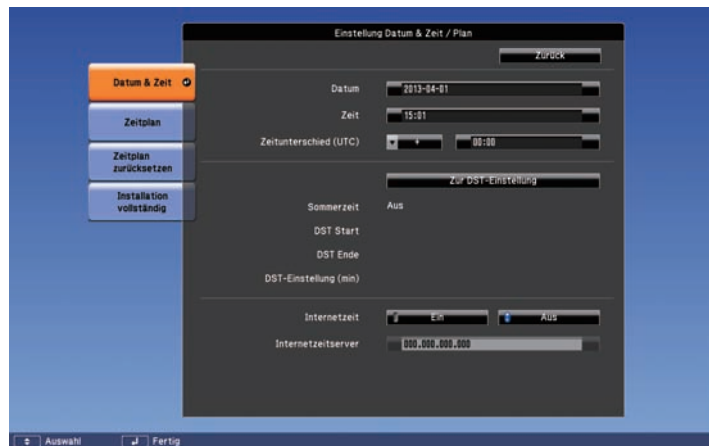 Einstellung Datum & Zeit / Plan
Zurück
Datum & Zeit
Zeitplan
Zeitplan
zurücksetzen
Installation
vollständig
Datum 2013-04-01
Zeit 15:01
Zeitunterschied (UTC) + 00:00
Zur DST-Einstellung
Sommerzeit Aus
DST Start
DST Ende
DST-Einstellung (min)
Internetzeit Ein Aus
Internetzeitserver 000.000.000.000
Auswahl Fertig